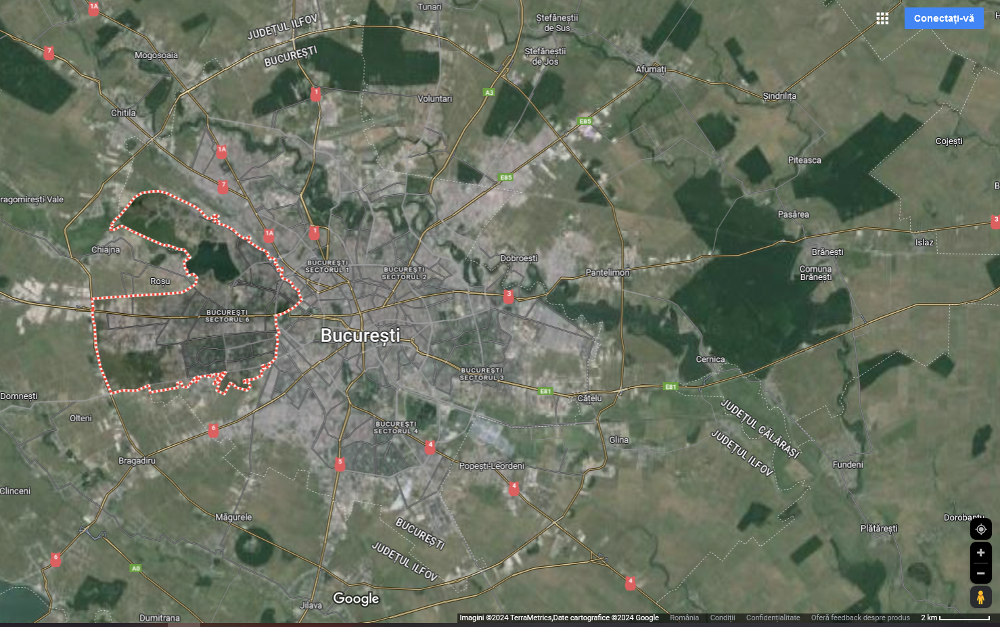 1A
Tunari
JUDEȚUL ILFOV
Ștefăneștii
de Sus
Conectați-vă
7
Mogoșoaia
BUCUREȘTI
Ștefăneștii
de Jos
Afumați
1
A3
Voluntari
Șindrilița
Chitila
E85
Cojești
1A
Piteasca
7
E85
ragomirești-Vale
Pasărea
3
1A
1
Islaz
Chiajna
Dobroești
Brănești
BUCUREȘTI
SECTORUL 1
BUCUREȘTI
SECTORUL 2
Pantelimon
Comuna
Brănești
Roșu
3
BUCUREȘTI
SECTORUL 6
București
Cernica
BUCUREȘTI
SECTORUL 3
E81
E81
Domnești
Cățelu
Olteni
6
BUCUREȘTI
SECTORUL 4
JUDEȚUL CĂLĂRAȘI
JUDEȚUL ILFOV
Glina
4
Bragadiru
5
Popești-Leordeni
Fundeni
Clinceni
4
Măgurele
BUCUREȘTI
JUDEȚUL ILFOV
Dorobanțu
Plătărești
6
A0
4
Google
Jilava
Dumitrana
Imagini ©2024 TerraMetrics,Date cartografice ©2024 Google România Condiții Confidențialitate Oferă feedback despre produs 2 km